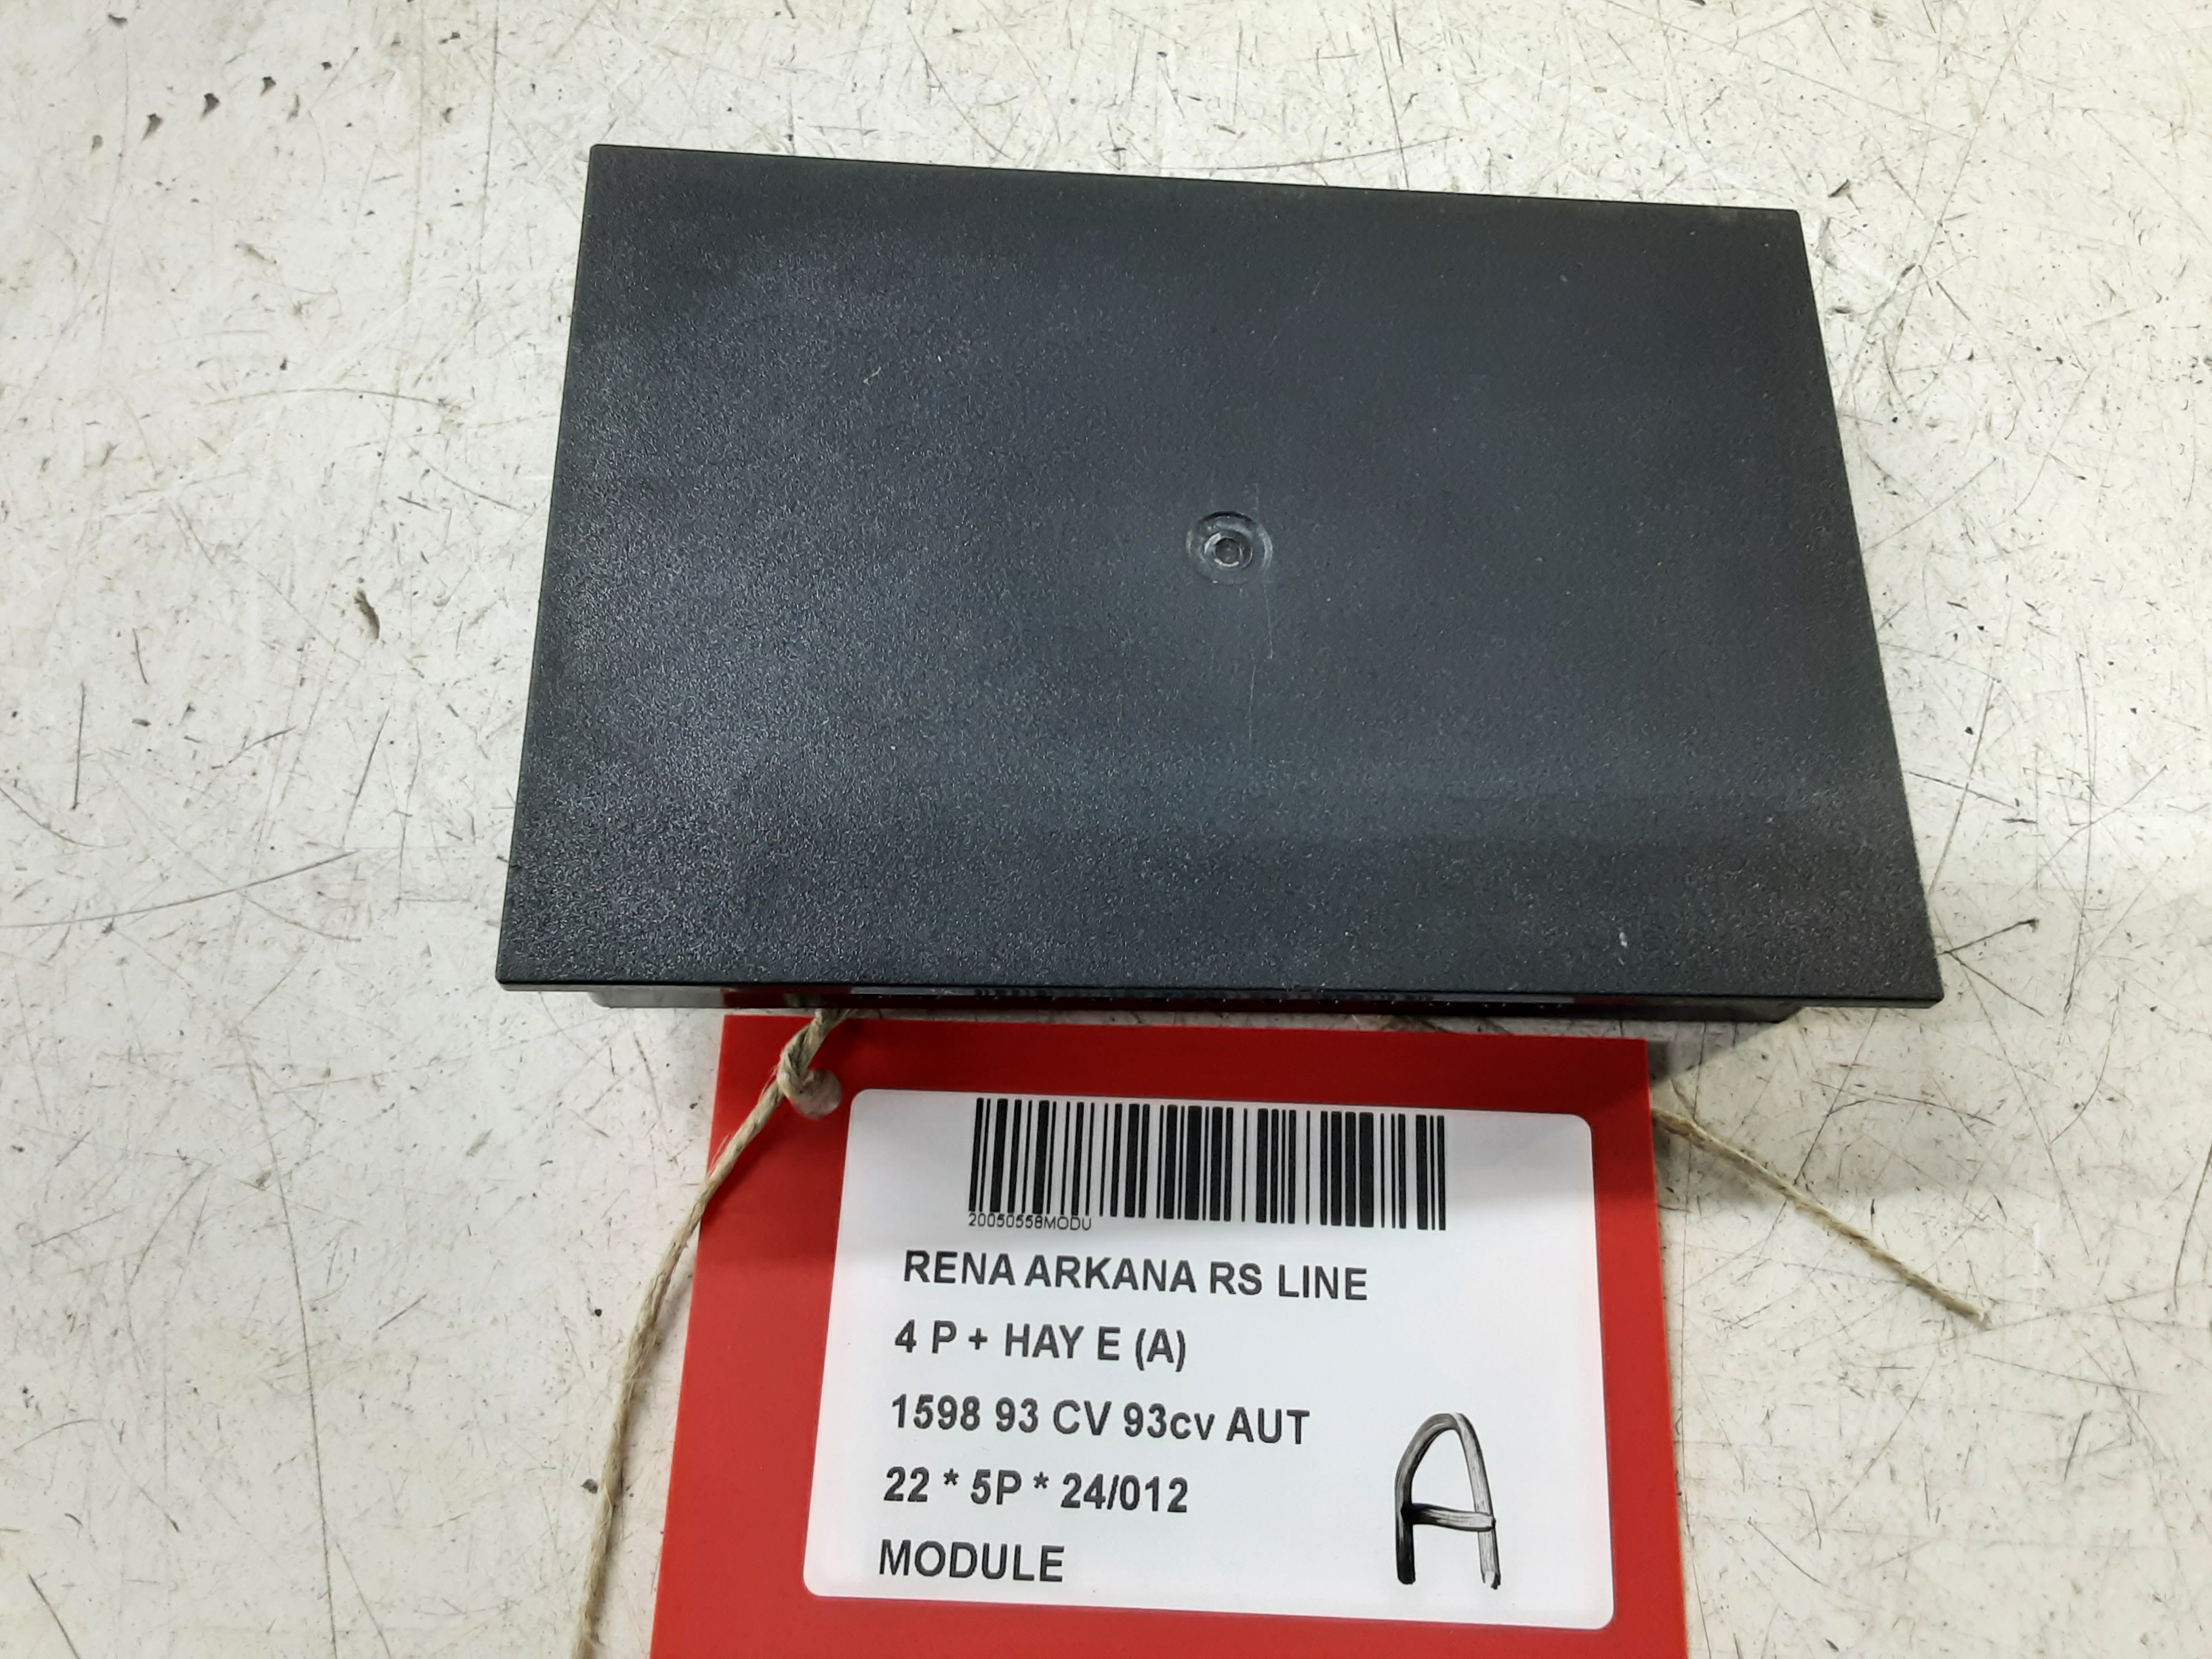 20050558MODU
RENA ARKANA RS LINE
4 P + HAY E (A)
1598 93 CV 93cv AUT
22 * 5P * 24/012
MODULE
A